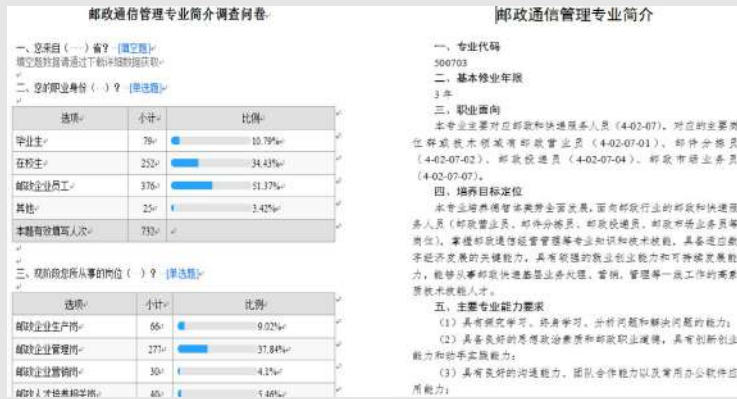 邮政通信管理专业简介调查问卷
一、您来自（ ）省？ [填空题]
填空题数据请通过下载详细数据获取
二、您的职业身份（ ）？ [单选题]
选项 小计 比例
毕业生 79 10.79%
在校生 252 34.43%
邮政企业员工 376 51.37%
其他 25 3.42%
本题有效填写人次 732
三、现阶段您所从事的岗位（ ）？ [单选题]
选项 小计 比例
邮政企业生产岗 66 9.02%
邮政企业管理岗 277 37.84%
邮政企业营销岗 30 4.1%
邮政人才培养相关岗 40 5.46%
邮政通信管理专业简介
一、专业代码
500703
二、基本修业年限
3 年
三、职业面向
本专业主要对应邮政和快递服务人员（4-02-07）。对应的主要岗
位群或技术领域有邮政营业员（4-02-07-01）、邮件分拣员
（4-02-07-02）、邮政投递员（4-02-07-04）、邮政市场业务员
（4-02-07-07）。
四、培养目标定位
本专业培养德智体美劳全面发展，面向邮政行业的邮政和快递服
务人员（邮政营业员、邮件分拣员、邮政投递员、邮政市场业务员等
岗位），掌握邮政通信经营管理等专业知识和技术技能，具备适应数
字经济发展的关键能力，具有较强的就业创业能力和可持续发展能
力，能够从事邮政快递基层业务处理、营销、管理等一线工作的高素
质技术技能人才。
五、主要专业能力要求
（1）具有探究学习、终身学习、分析问题和解决问题的能力；
（2）具备良好的思想政治素质和邮政职业道德，具有创新创业
能力和动手实践能力；
（3）具有良好的沟通能力、团队合作能力以及常用办公软件应
用能力；